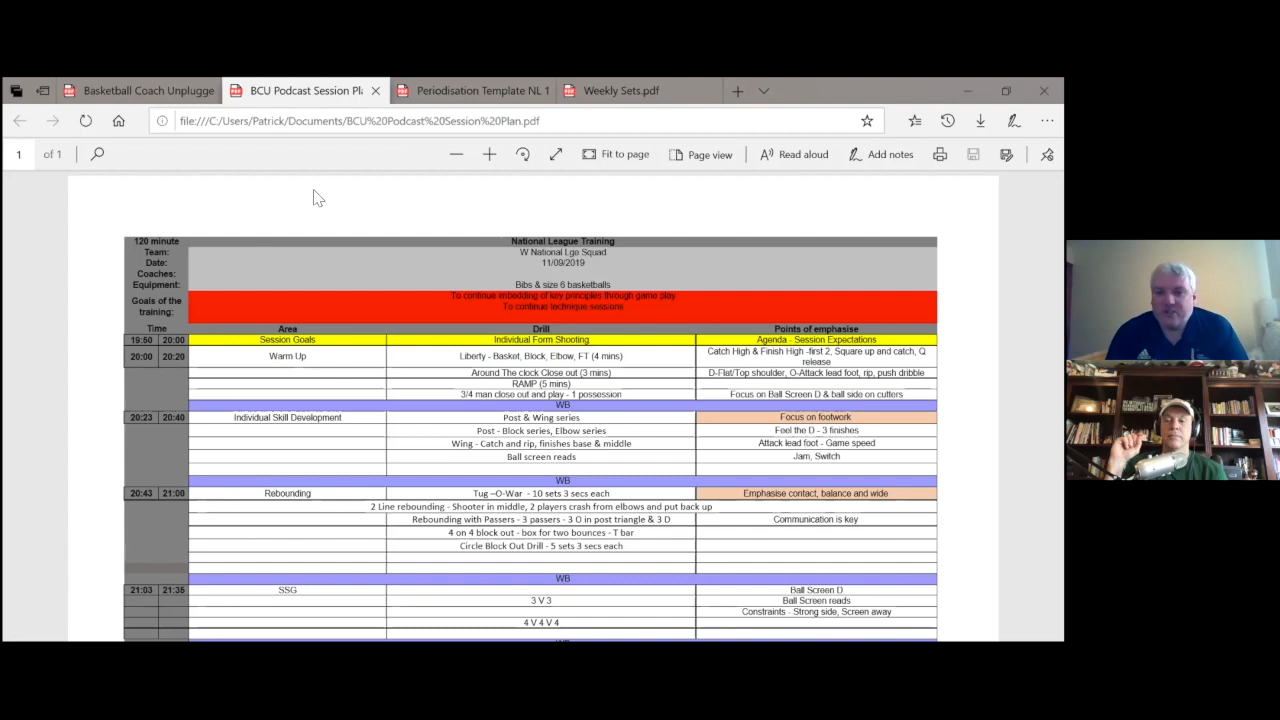 Basketball Coach Unplugge
BCU Podcast Session Pla
Periodisation Template NL 1
Weekly Sets.pdf
file:///C:/Users/Patrick/Documents/BCU%20Podcast%20Session%20Plan.pdf
1 of 1
Fit to page
Page view
Read aloud
Add notes
120 minute National League Training
Team: W National Lge Squad
Date: 11/09/2019
Coaches:
Equipment: Bibs & size 6 basketballs
Goals of the training: To continue imbedding of key principles through game play
To continue technique sessions
Time Area Drill Points of emphasise
19:50 20:00 Session Goals Individual Form Shooting Agenda - Session Expectations
20:00 20:20 Warm Up Liberty - Basket, Block, Elbow, FT (4 mins) Catch High & Finish High -first 2, Square up and catch, Q release
Around The clock Close out (3 mins) D-Flat/Top shoulder, O-Attack lead foot, rip, push dribble
RAMP (5 mins)
3/4 man close out and play - 1 possession Focus on Ball Screen D & ball side on cutters
WB
20:23 20:40 Individual Skill Development Post & Wing series Focus on footwork
Post - Block series, Elbow series Feel the D - 3 finishes
Wing - Catch and rip, finishes base & middle Attack lead foot - Game speed
Ball screen reads Jam, Switch
WB
20:43 21:00 Rebounding Tug –O-War - 10 sets 3 secs each Emphasise contact, balance and wide
2 Line rebounding - Shooter in middle, 2 players crash from elbows and put back up
Rebounding with Passers - 3 passers - 3 O in post triangle & 3 D Communication is key
4 on 4 block out - box for two bounces - T bar
Circle Block Out Drill - 5 sets 3 secs each
WB
21:03 21:35 SSG Ball Screen D
3 V 3 Ball Screen reads
Constraints - Strong side, Screen away
4 V 4 V 4
WB